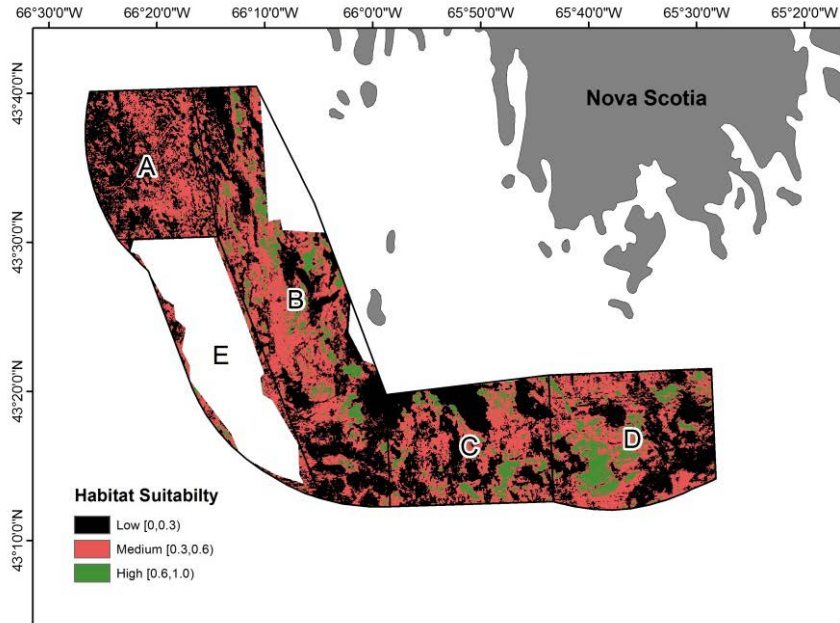 66°30'0"W 66°20'0"W 66°10'0"W 66°0'0"W 65°50'0"W 65°40'0"W 65°30'0"W 65°20'0"W
43°40'0"N
Nova Scotia
A
43°30'0"N
B
E
43°20'0"N
C
D
43°10'0"N
Habitat Suitabilty
Low [0,0.3)
Medium [0.3,0.6)
High [0.6,1.0)